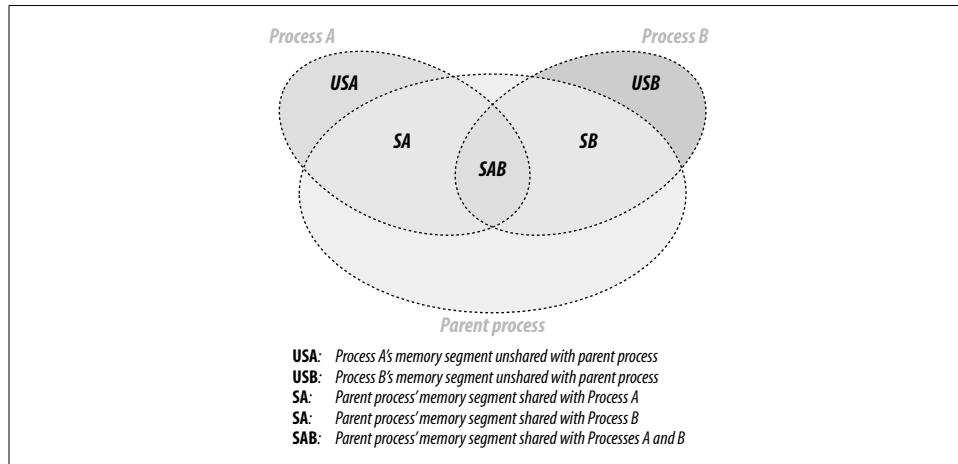 Process A
Process B
USA
USB
SA
SB
SAB
Parent process
USA: Process A's memory segment unshared with parent process
USB: Process B's memory segment unshared with parent process
SA: Parent process' memory segment shared with Process A
SA: Parent process' memory segment shared with Process B
SAB: Parent process' memory segment shared with Processes A and B